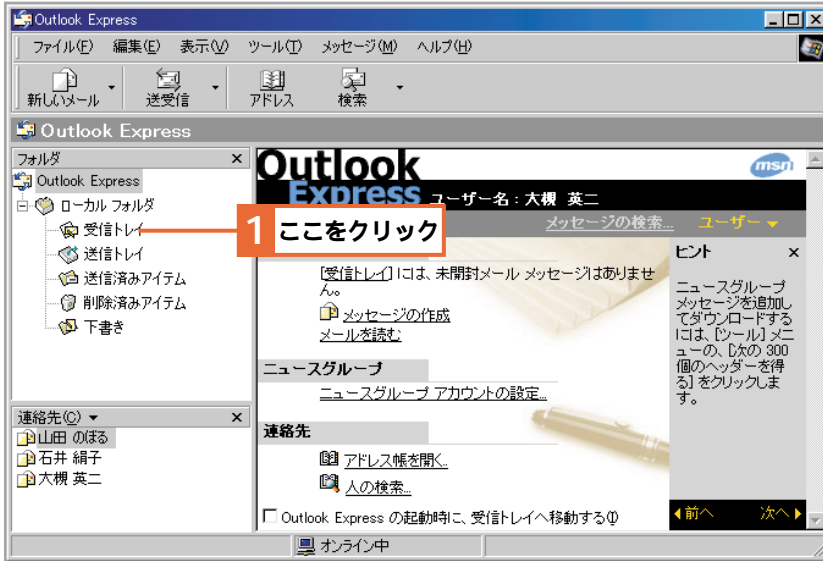 Outlook Express
ファイル(F) 編集(E) 表示(V) ツール(T) メッセージ(M) ヘルプ(H)
新しいメール 送受信 アドレス 検索
Outlook Express
フォルダ ×
Outlook Express
ローカル フォルダ
受信トレイ
送信トレイ
送信済みアイテム
削除済みアイテム
下書き
1 ここをクリック
連絡先(C) ×
山田 のぼる
石井 絹子
大槻 英二
Outlook
Express ユーザー名:大槻 英二
msn
メッセージの検索... ユーザー
[受信トレイ]には、未開封メール メッセージはありませ
ん。
メッセージの作成
メールを読む
ニュースグループ
ニュースグループ アカウントの設定...
連絡先
アドレス帳を開く...
人の検索...
Outlook Express の起動時に、受信トレイへ移動する(I)
ヒント ×
ニュースグループ
メッセージを追加し
てダウンロードする
には、[ツール] メニ
ューの、[次の 300
個のヘッダーを得
る] をクリックしま
す。
前へ 次へ
オンライン中